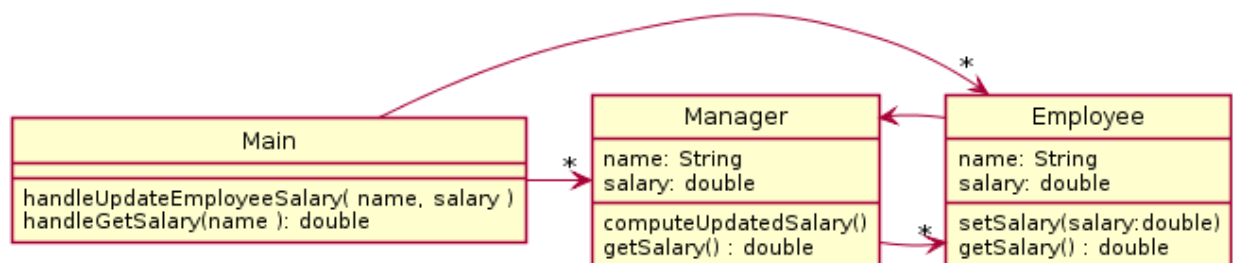 *
Main
handleUpdateEmployeeSalary( name, salary )
handleGetSalary(name ): double
*
Manager
name: String
salary: double
computeUpdatedSalary()
getSalary() : double
*
Employee
name: String
salary: double
setSalary(salary:double)
getSalary() : double